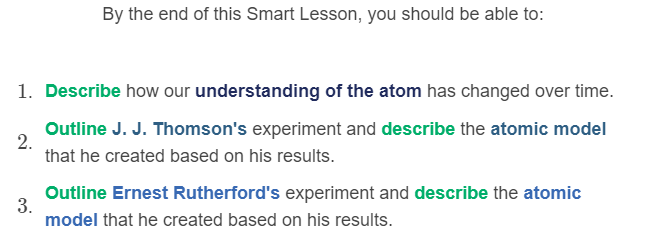 By the end of this Smart Lesson, you should be able to:
1. Describe how our understanding of the atom has changed over time.
2. Outline J. J. Thomson's experiment and describe the atomic model
that he created based on his results.
3. Outline Ernest Rutherford's experiment and describe the atomic
model that he created based on his results.